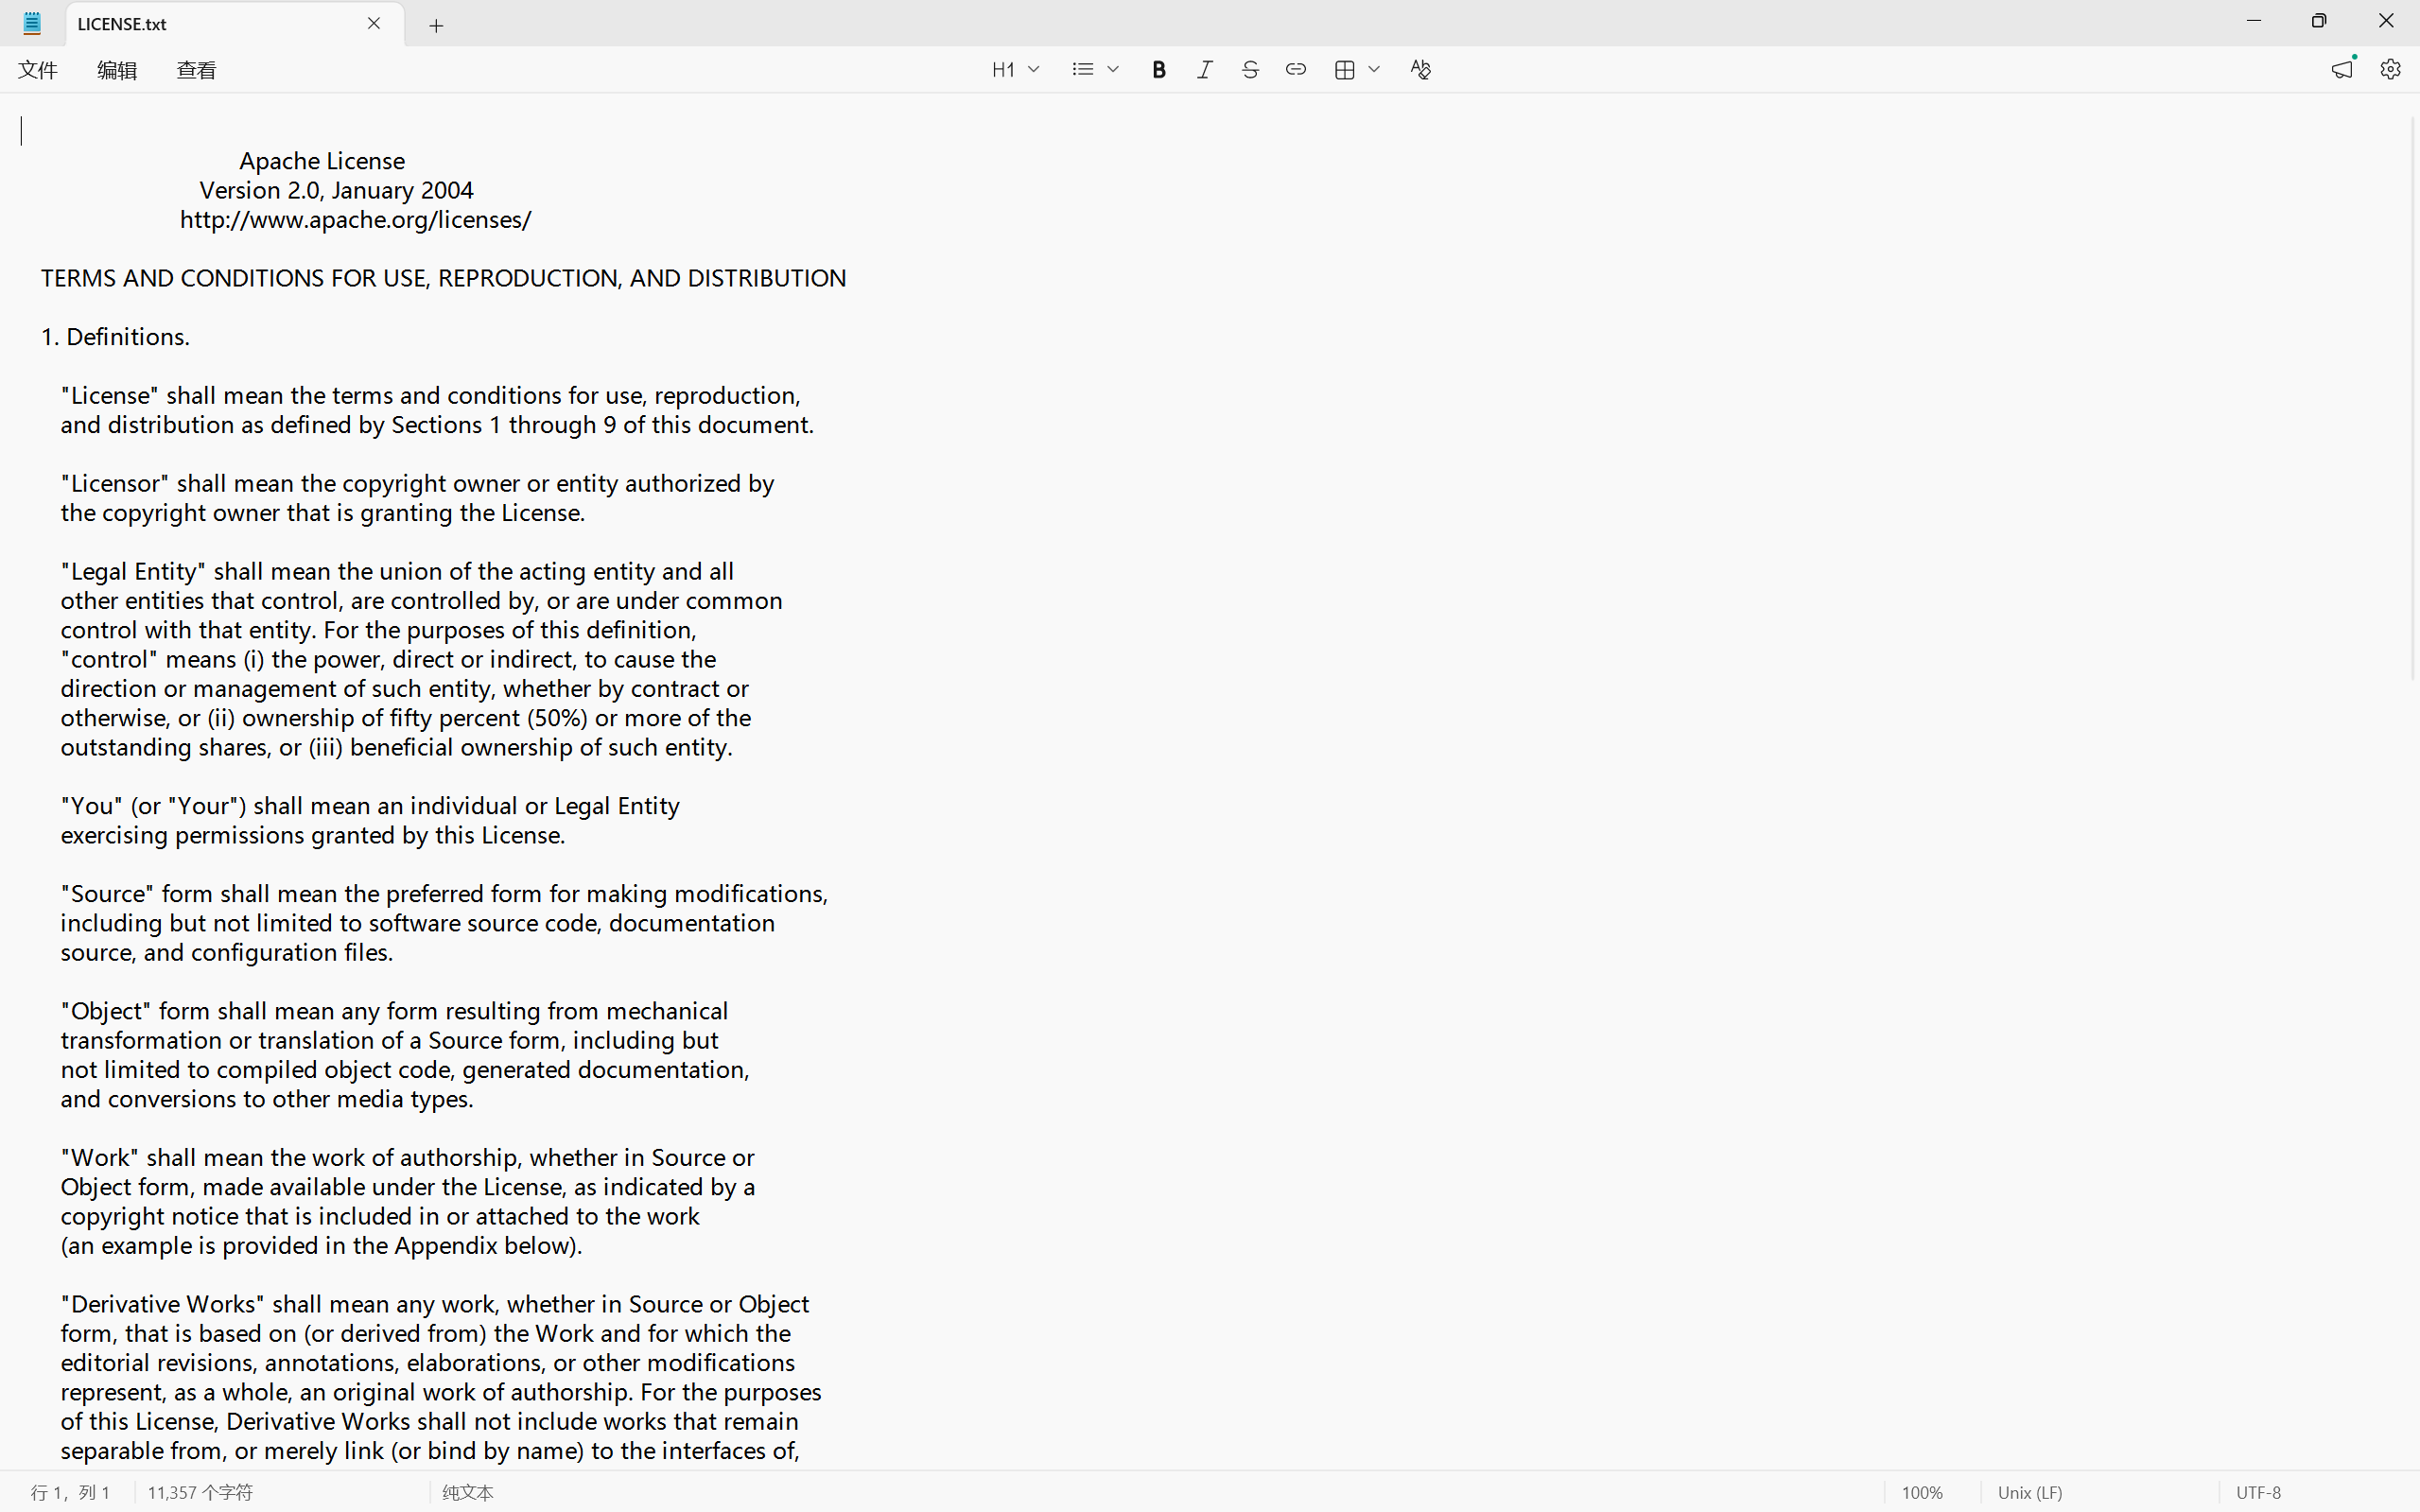 LICENSE.txt
文件 编辑 查看 H1 B I S
Apache License
Version 2.0, January 2004
http://www.apache.org/licenses/
TERMS AND CONDITIONS FOR USE, REPRODUCTION, AND DISTRIBUTION
1. Definitions.
"License" shall mean the terms and conditions for use, reproduction,
and distribution as defined by Sections 1 through 9 of this document.
"Licensor" shall mean the copyright owner or entity authorized by
the copyright owner that is granting the License.
"Legal Entity" shall mean the union of the acting entity and all
other entities that control, are controlled by, or are under common
control with that entity. For the purposes of this definition,
"control" means (i) the power, direct or indirect, to cause the
direction or management of such entity, whether by contract or
otherwise, or (ii) ownership of fifty percent (50%) or more of the
outstanding shares, or (iii) beneficial ownership of such entity.
"You" (or "Your") shall mean an individual or Legal Entity
exercising permissions granted by this License.
"Source" form shall mean the preferred form for making modifications,
including but not limited to software source code, documentation
source, and configuration files.
"Object" form shall mean any form resulting from mechanical
transformation or translation of a Source form, including but
not limited to compiled object code, generated documentation,
and conversions to other media types.
"Work" shall mean the work of authorship, whether in Source or
Object form, made available under the License, as indicated by a
copyright notice that is included in or attached to the work
(an example is provided in the Appendix below).
"Derivative Works" shall mean any work, whether in Source or Object
form, that is based on (or derived from) the Work and for which the
editorial revisions, annotations, elaborations, or other modifications
represent, as a whole, an original work of authorship. For the purposes
of this License, Derivative Works shall not include works that remain
separable from, or merely link (or bind by name) to the interfaces of,
行 1，列 1 11,357 个字符 纯文本 100% Unix (LF) UTF-8